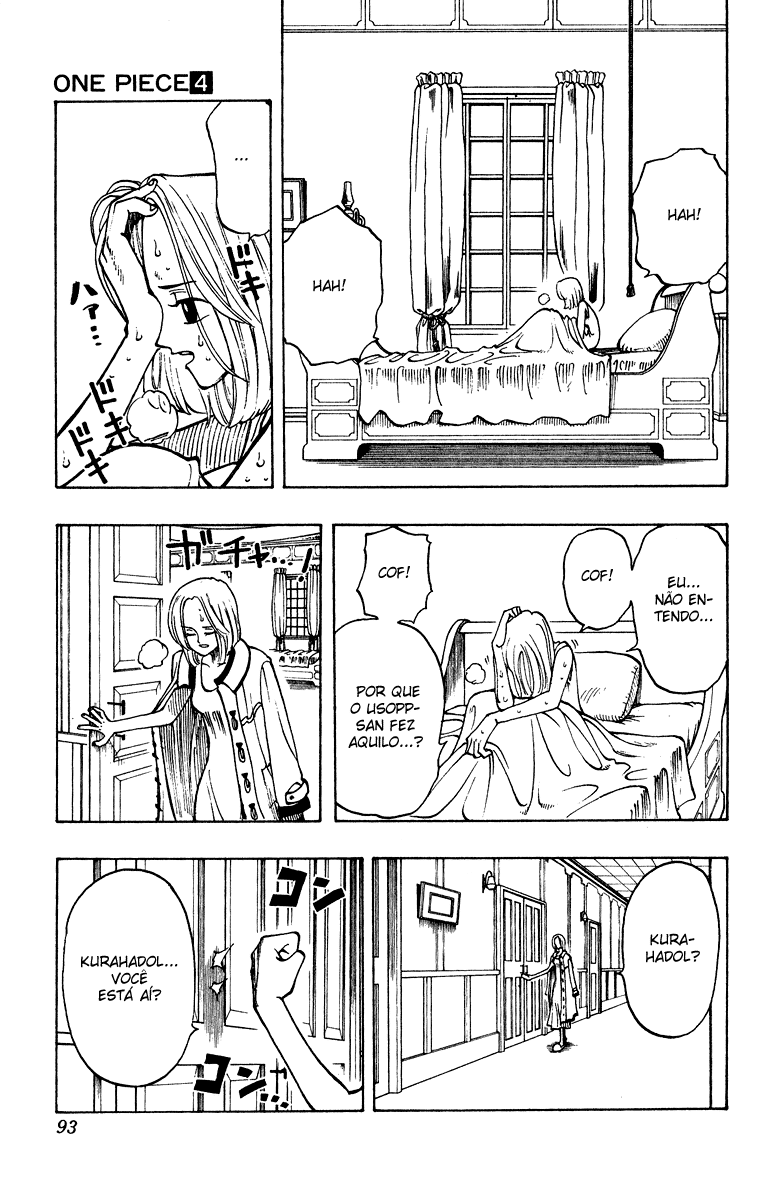 ONE PIECE 4
HAH!
HAH!
...
ドキ
ハァ…
ドキ
ドキ
EU...
NÃO EN-
TENDO...
COF!
COF!
POR QUE
O USOPP-
SAN FEZ
AQUILO...?
ガチャ…!
KURA-
HADOL?
コン
KURAHADOL...
VOCÊ
ESTÁ AÍ?
コンッ…
93